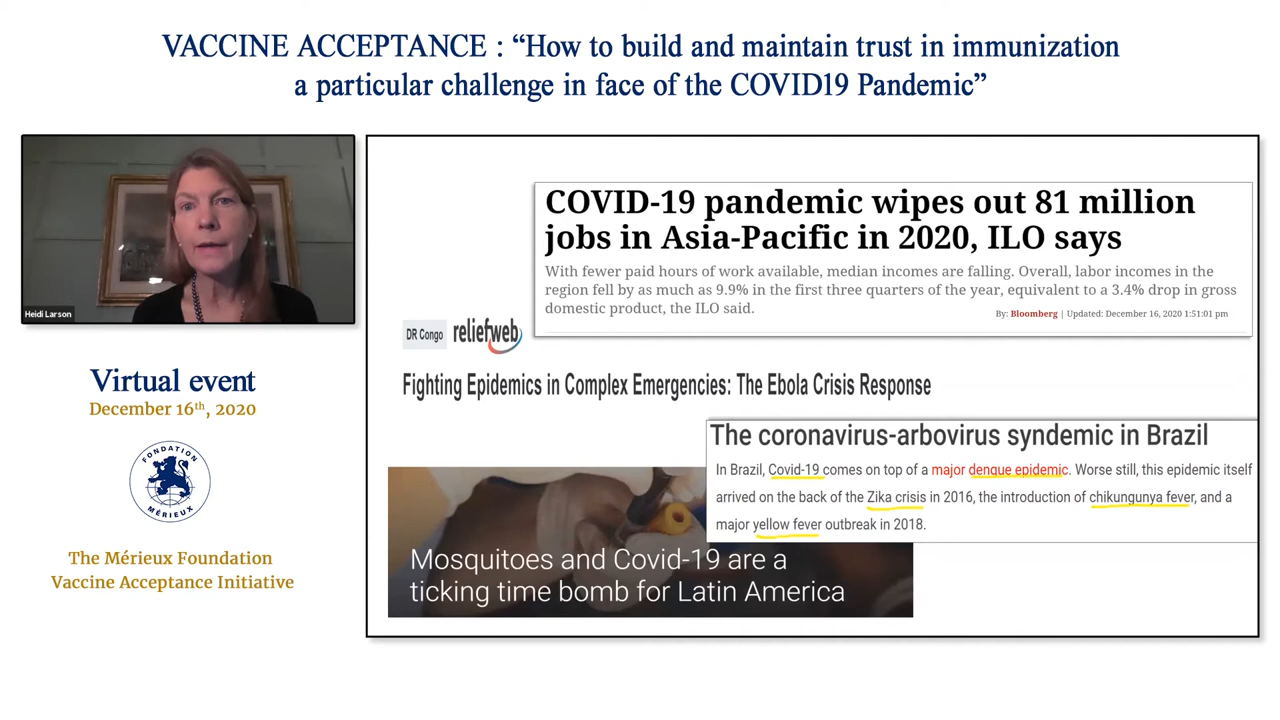 VACCINE ACCEPTANCE : “How to build and maintain trust in immunization
a particular challenge in face of the COVID19 Pandemic”
Heidi Larson
Virtual event
December 16th, 2020
FONDATION
MÉRIEUX
The Mérieux Foundation
Vaccine Acceptance Initiative
COVID-19 pandemic wipes out 81 million
jobs in Asia-Pacific in 2020, ILO says
With fewer paid hours of work available, median incomes are falling. Overall, labor incomes in the
region fell by as much as 9.9% in the first three quarters of the year, equivalent to a 3.4% drop in gross
domestic product, the ILO said.
By: Bloomberg | Updated: December 16, 2020 1:51:01 pm
DR Congo reliefweb
Fighting Epidemics in Complex Emergencies: The Ebola Crisis Response
The coronavirus-arbovirus syndemic in Brazil
In Brazil, Covid-19 comes on top of a major dengue epidemic. Worse still, this epidemic itself
arrived on the back of the Zika crisis in 2016, the introduction of chikungunya fever, and a
major yellow fever outbreak in 2018.
Mosquitoes and Covid-19 are a
ticking time bomb for Latin America